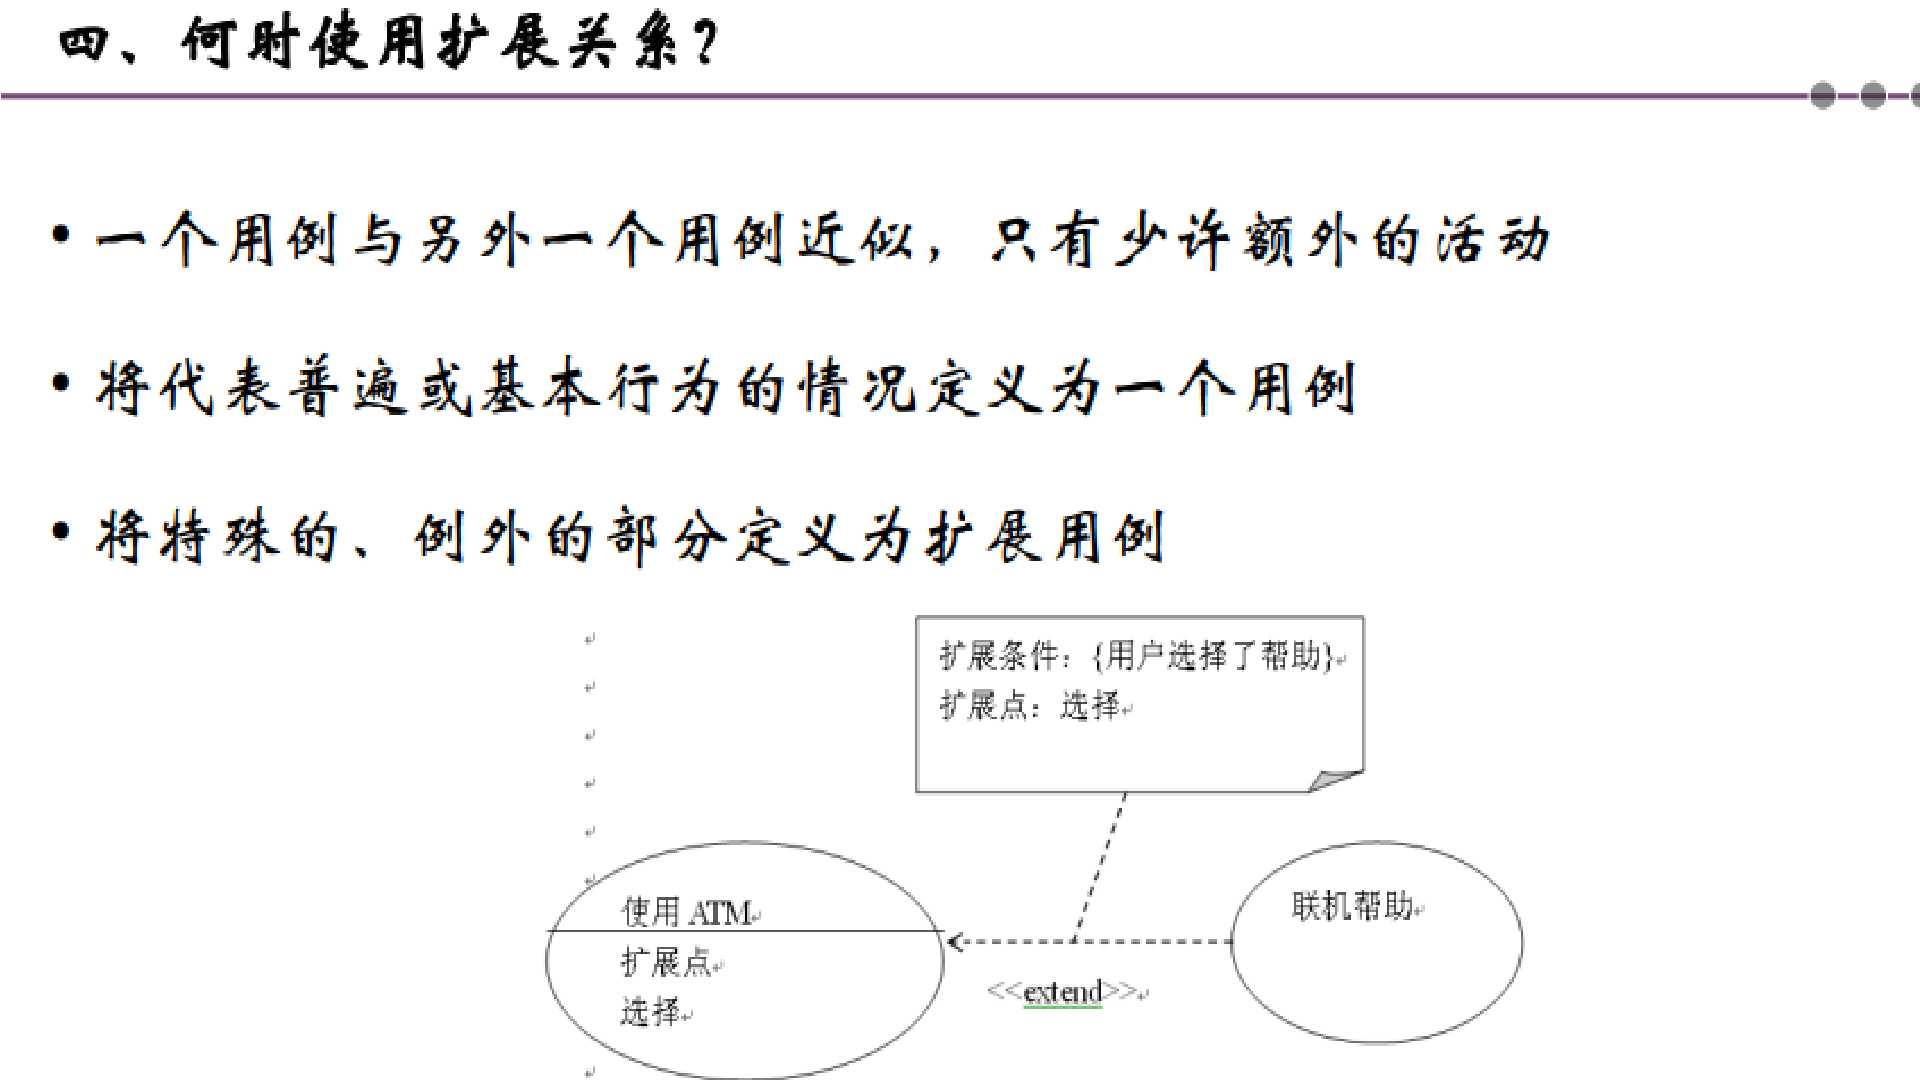 四、何时使用扩展关系?
• 一个用例与另外一个用例近似，只有少许额外的活动
• 将代表普遍或基本行为的情况定义为一个用例
• 将特殊的、例外的部分定义为扩展用例
扩展条件：{用户选择了帮助}
扩展点：选择
使用 ATM
扩展点
选择
<<extend>>
联机帮助